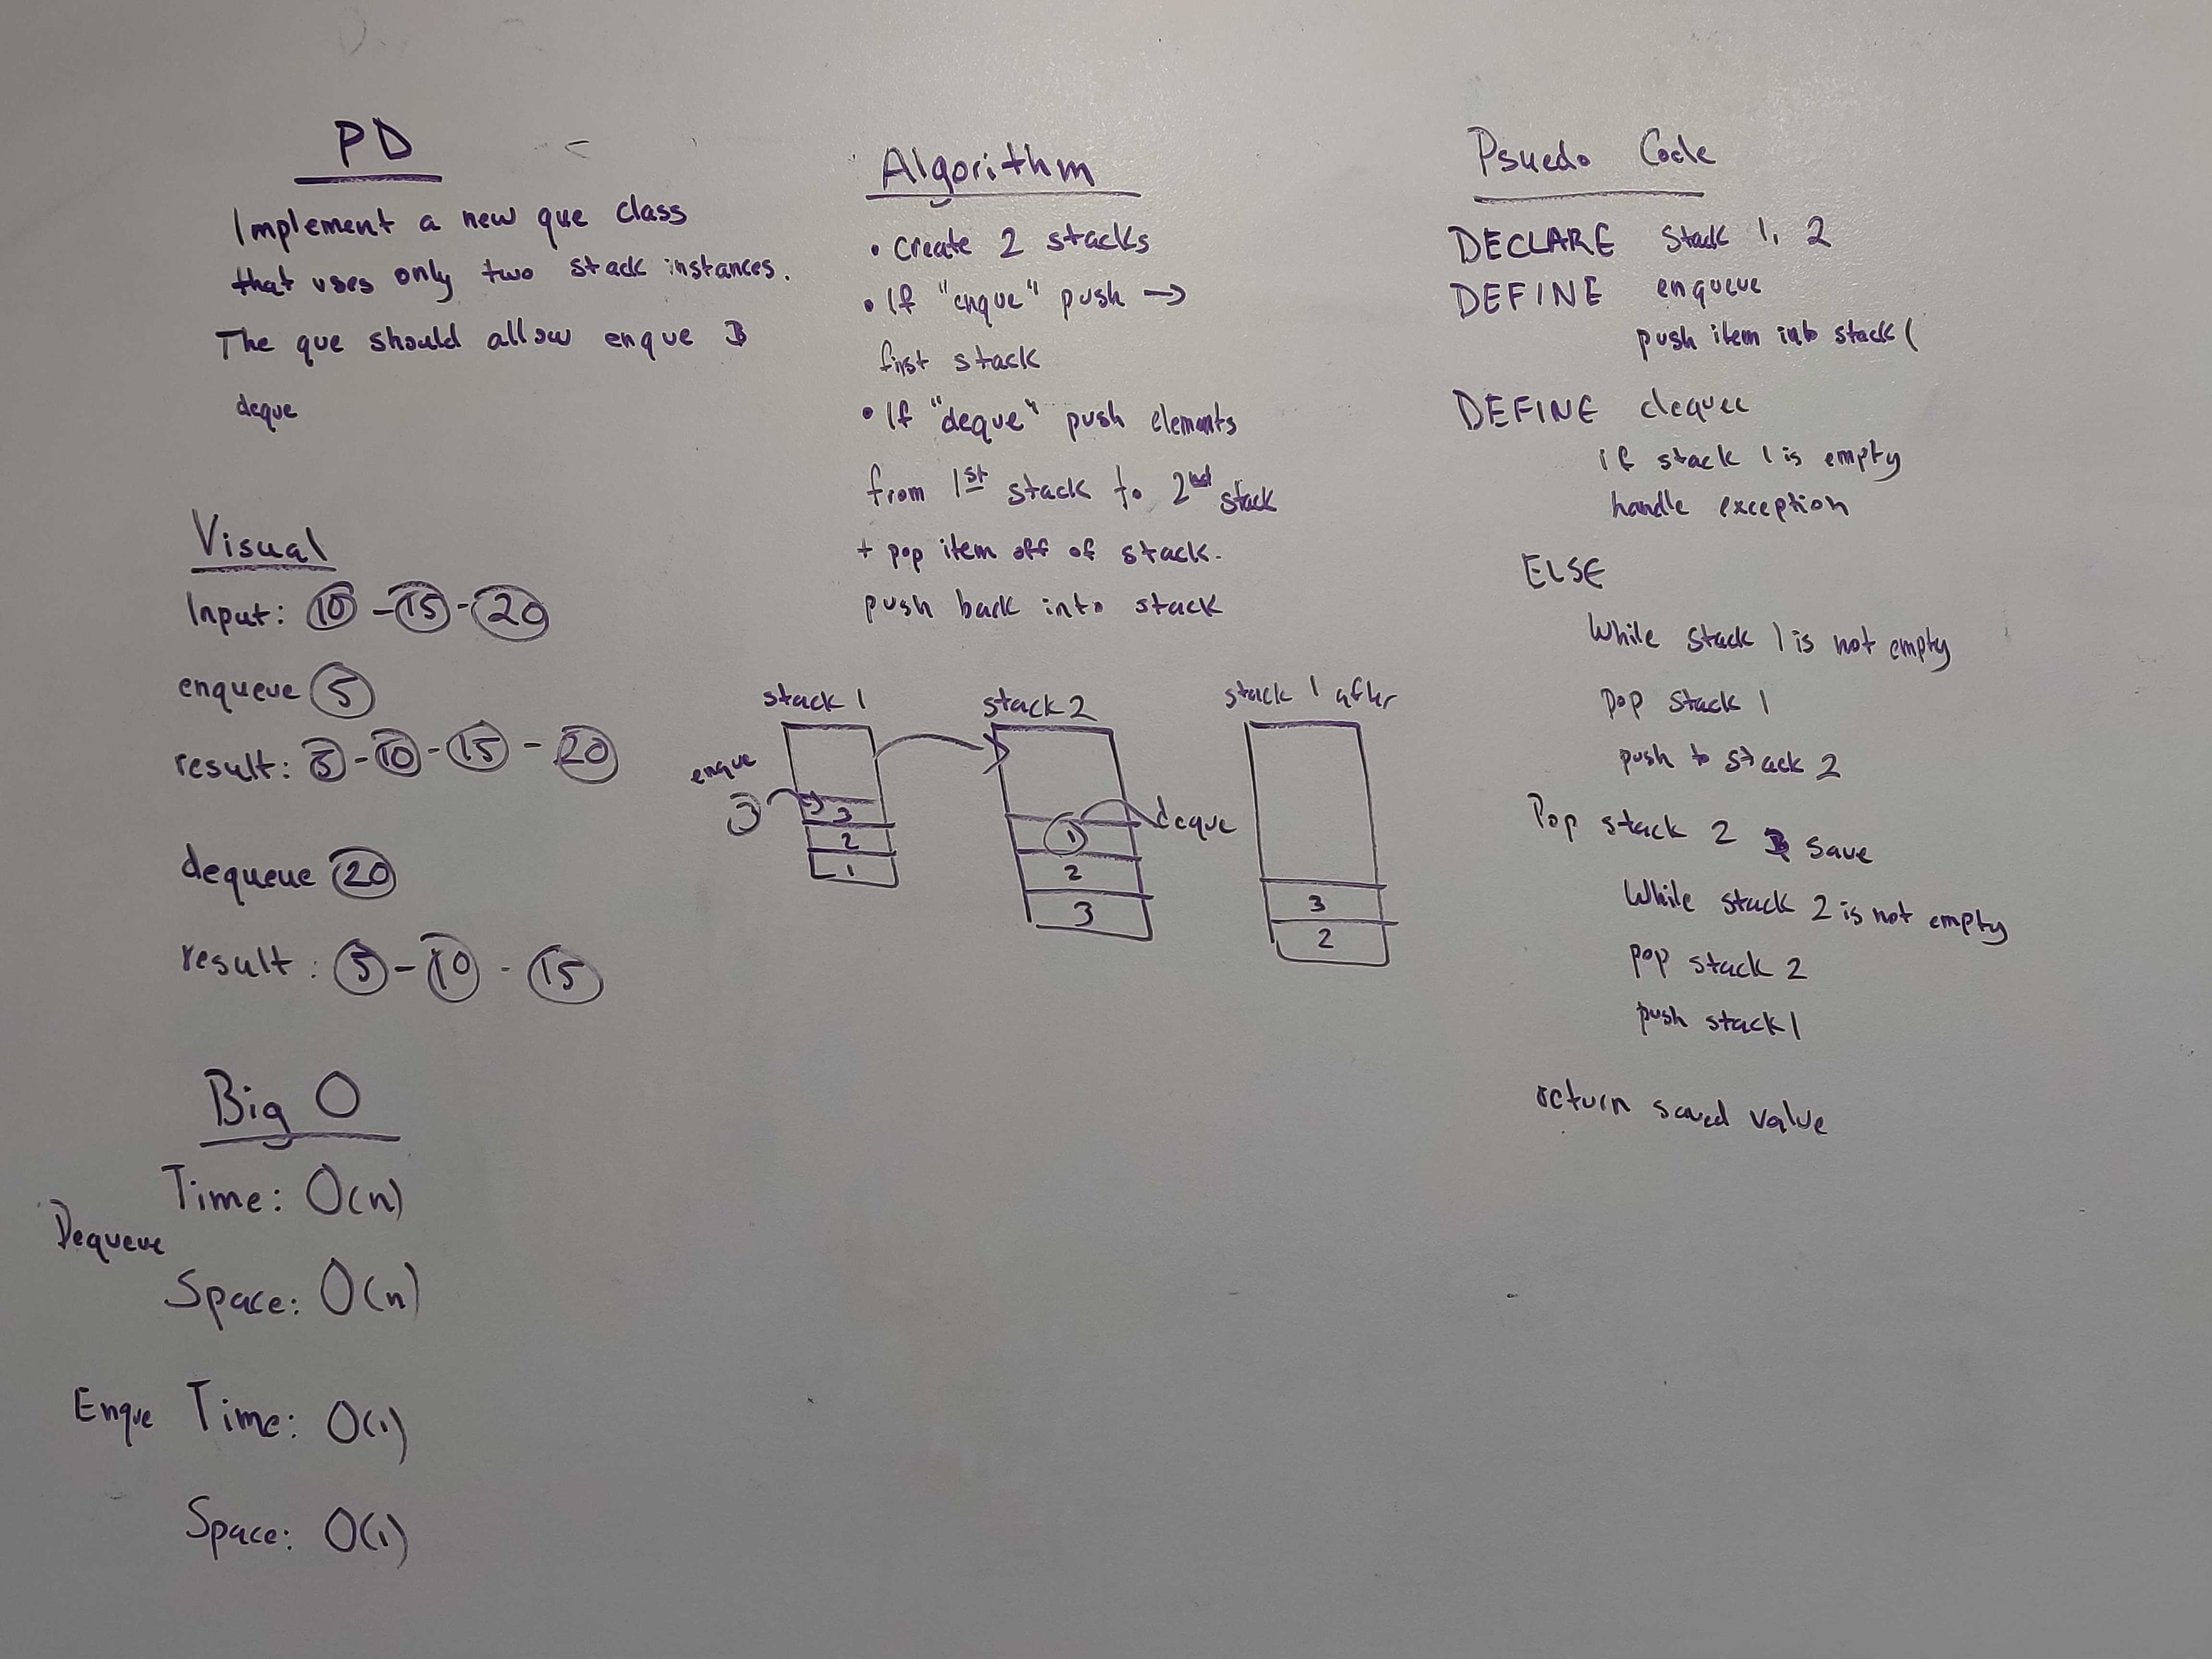 PD
Implement a new que class
that uses only two stack instances.
The que should allow enque &
deque
Visual
Input: 10 - 15 - 20
enqueue 5
result: 5 - 10 - 15 - 20
dequeue 20
result: 5 - 10 - 15
Big O
Time: O(n)
Dequeue
Space: O(n)
Enque Time: O(1)
Space: O(1)
Algorithm
• Create 2 stacks
• If "enque" push →
first stack
• If "deque" push elements
from 1st stack to 2nd stack
+ pop item off of stack.
push back into stack
stack 1
enque
3
3
2
1
stack 2
1
deque
2
3
stack 1 after
3
2
Psuedo Code
DECLARE stack 1, 2
DEFINE enqueue
push item into stack 1
DEFINE dequee
if stack 1 is empty
handle exception
ELSE
While stack 1 is not empty
pop stack 1
push to stack 2
Pop stack 2 & save
While stack 2 is not empty
pop stack 2
push stack 1
return saved value